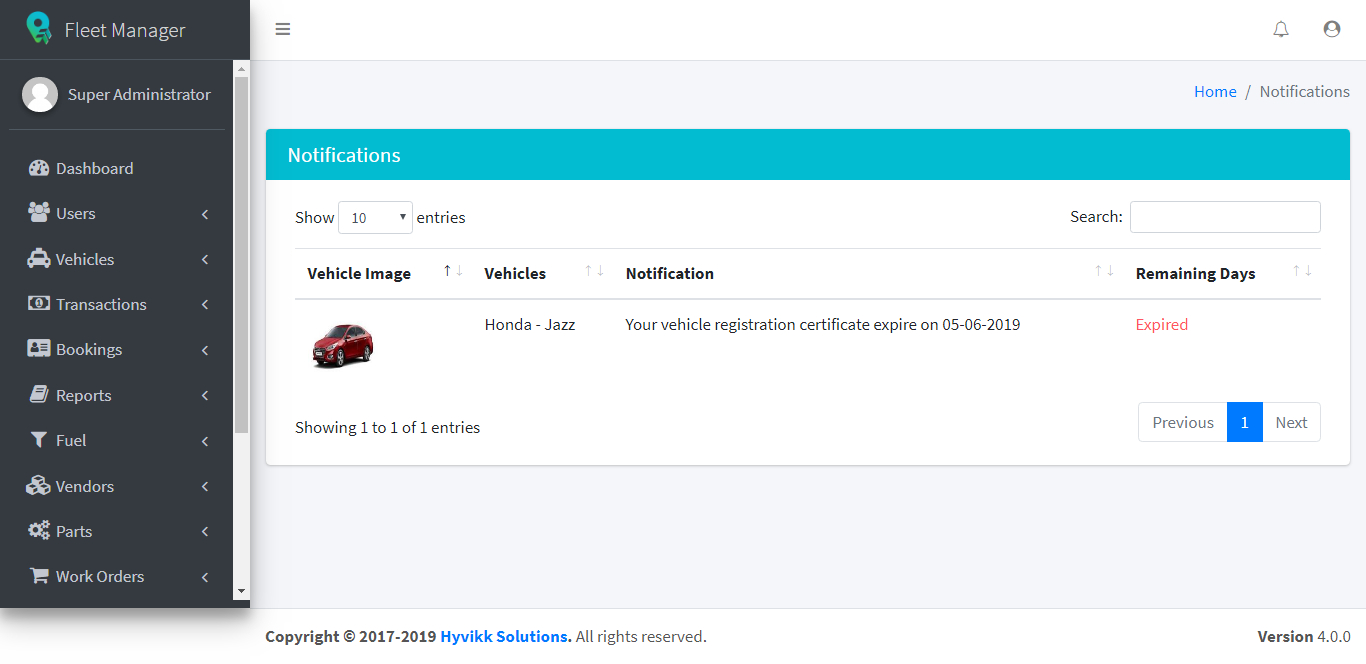 Fleet Manager
Super Administrator
Dashboard
Users
Vehicles
Transactions
Bookings
Reports
Fuel
Vendors
Parts
Work Orders
Home / Notifications
Notifications
Show 10 entries
Search:
Vehicle Image Vehicles Notification Remaining Days
Honda - Jazz Your vehicle registration certificate expire on 05-06-2019 Expired
Showing 1 to 1 of 1 entries
Previous 1 Next
Copyright © 2017-2019 Hyvikk Solutions. All rights reserved.
Version 4.0.0